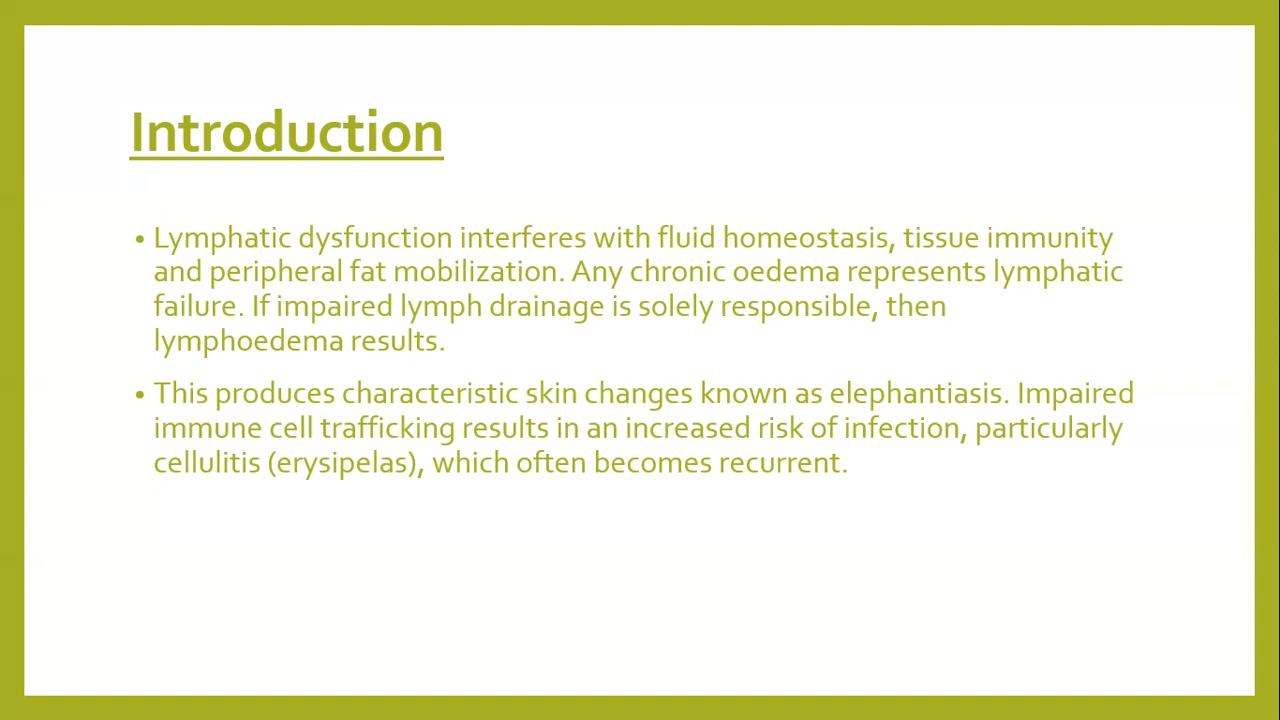 Introduction
• Lymphatic dysfunction interferes with fluid homeostasis, tissue immunity
and peripheral fat mobilization. Any chronic oedema represents lymphatic
failure. If impaired lymph drainage is solely responsible, then
lymphoedema results.
• This produces characteristic skin changes known as elephantiasis. Impaired
immune cell trafficking results in an increased risk of infection, particularly
cellulitis (erysipelas), which often becomes recurrent.